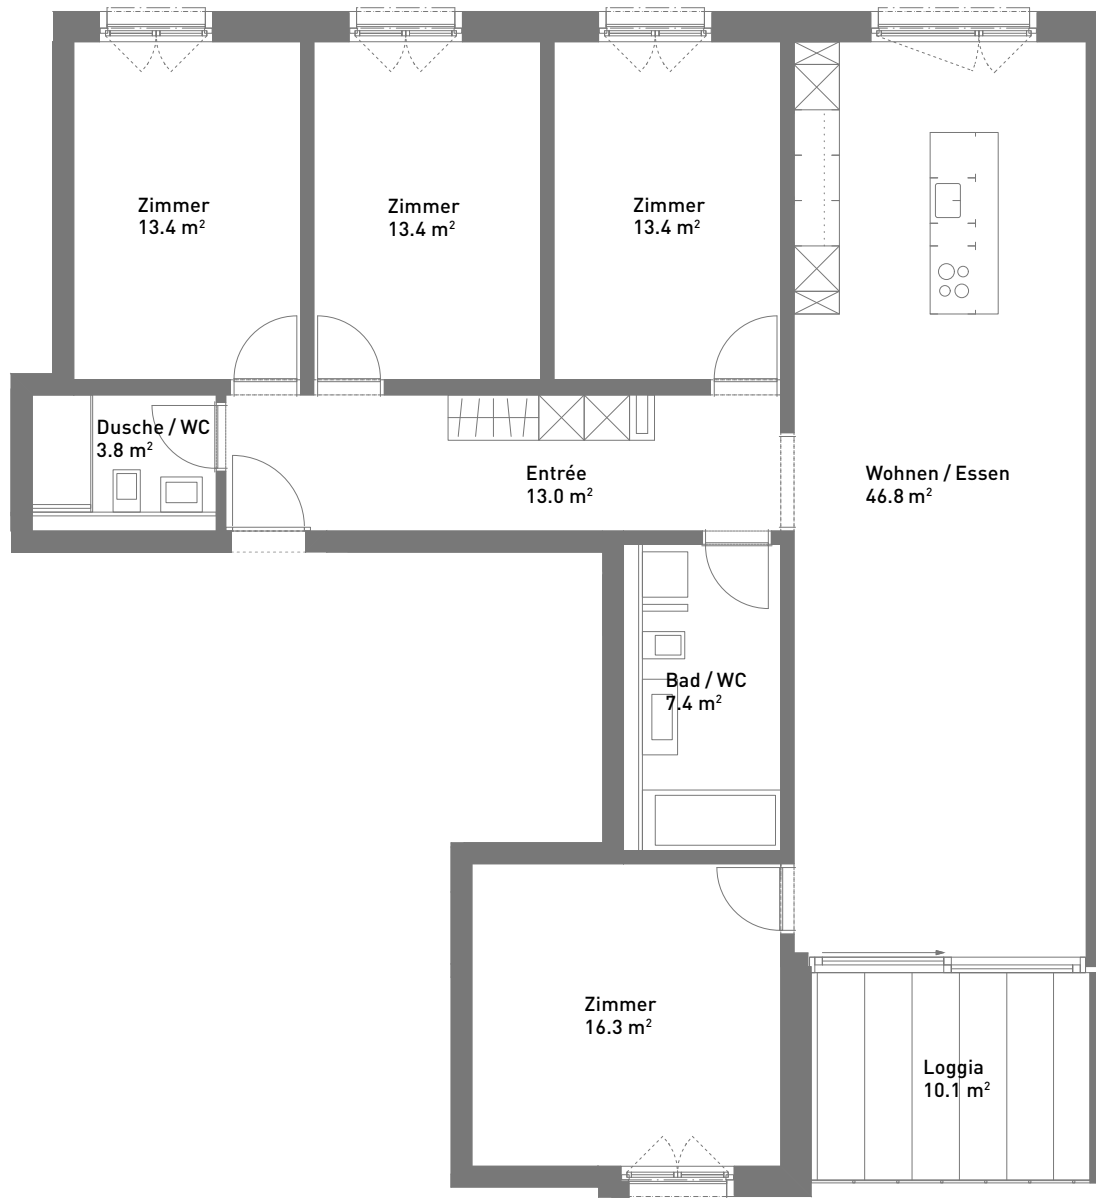 Zimmer
13.4 m²
Zimmer
13.4 m²
Zimmer
13.4 m²
Dusche / WC
3.8 m²
Entrée
13.0 m²
Wohnen / Essen
46.8 m²
Bad / WC
7.4 m²
Zimmer
16.3 m²
Loggia
10.1 m²